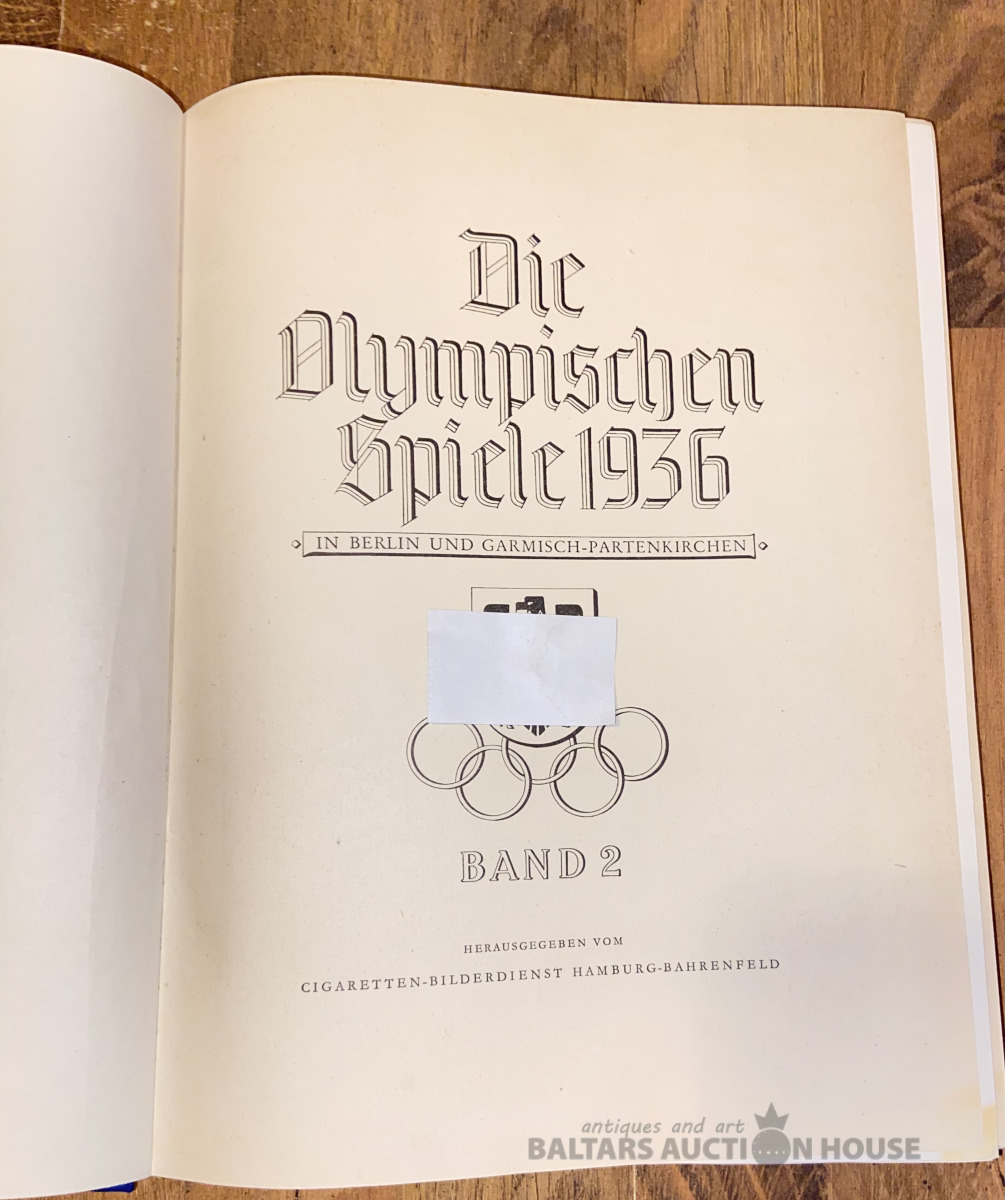 Die
Olympischen
Spiele 1936
IN BERLIN UND GARMISCH-PARTENKIRCHEN
BAND 2
HERAUSGEGEBEN VOM
CIGARETTEN-BILDERDIENST HAMBURG-BAHRENFELD
antiques and art
BALTARS AUCTION HOUSE